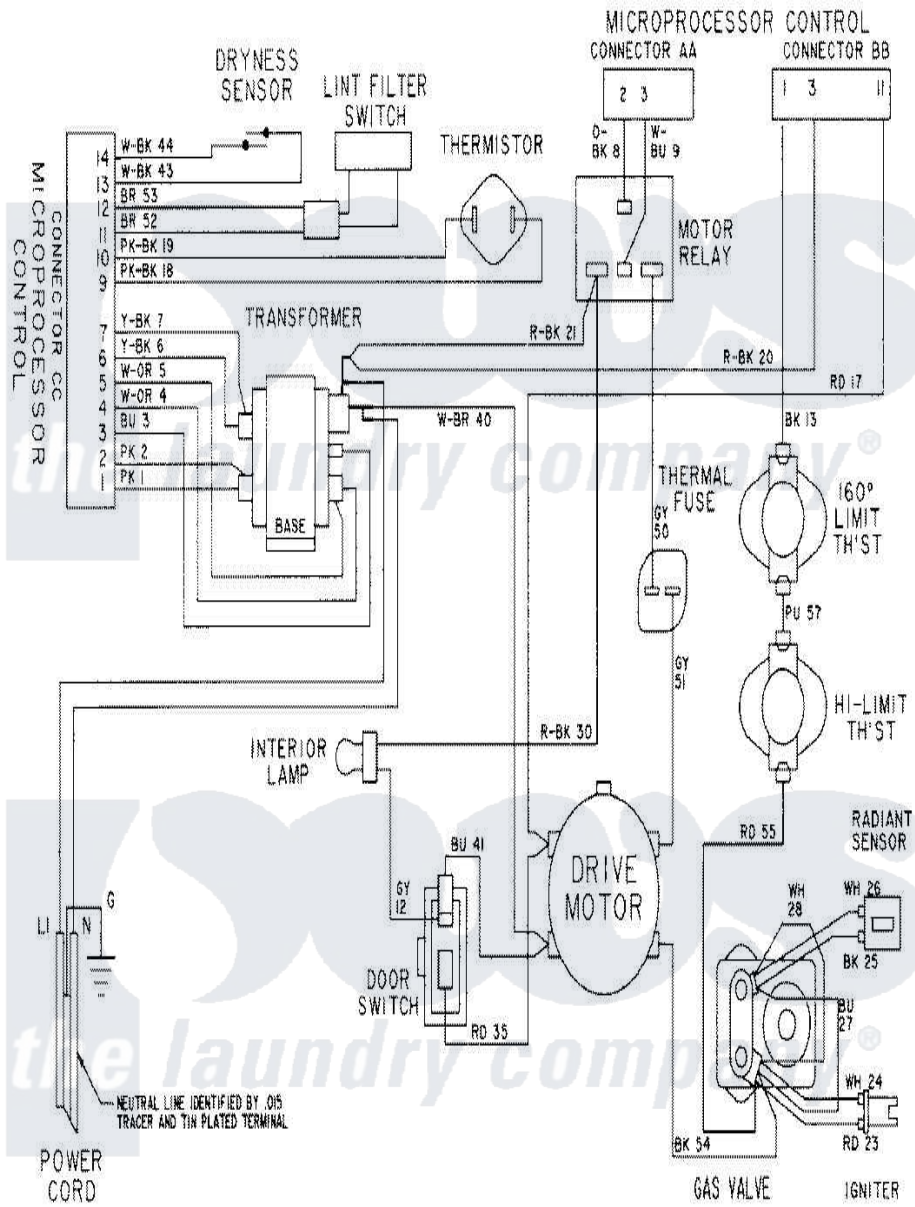 MICROPROCESSOR CONTROL
CONNECTOR AA
CONNECTOR BB
2 3
1 3 11
DRYNESS
SENSOR
LINT FILTER
SWITCH
THERMISTOR
O-
BK 8
W-
BU 9
MOTOR
RELAY
MICROPROCESSOR
CONTROL
CONNECTOR CC
14 W-BK 44
13 W-BK 43
12 BR 53
11 BR 52
10 PK-BK 19
9 PK-BK 18
7 Y-BK 7
6 Y-BK 6
5 W-OR 5
4 W-OR 4
3 BU 3
2 PK 2
1 PK 1
TRANSFORMER
BASE
R-BK 21
R-BK 20
RD 17
W-BR 40
BK 13
THERMAL
FUSE
GY
50
160°
LIMIT
TH'ST
PU 57
GY
51
HI-LIMIT
TH'ST
R-BK 30
INTERIOR
LAMP
BU 41
GY
12
DRIVE
MOTOR
RD 55
RADIANT
SENSOR
WH
28
WH 26
BK 25
BU
27
L1 N G
DOOR
SWITCH
RD 35
WH 24
RD 23
BK 54
NEUTRAL LINE IDENTIFIED BY .015
TRACER AND TIN PLATED TERMINAL
POWER
CORD
GAS VALVE
IGNITER
the laundry company®
the laundry company®